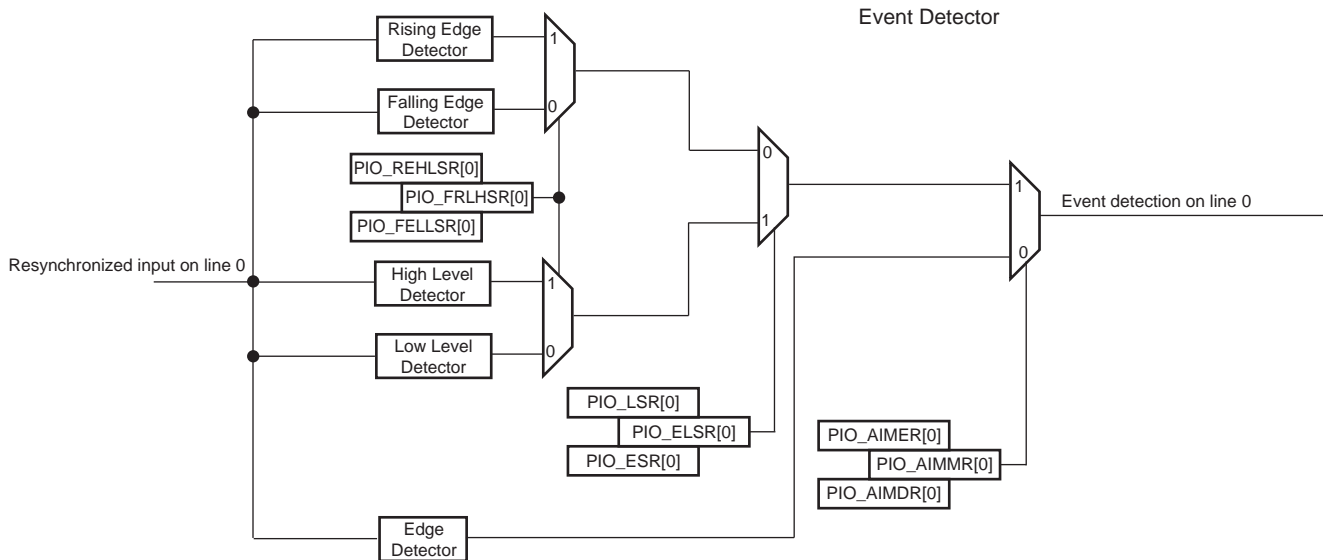 Event Detector
Rising Edge
Detector
1
Falling Edge
Detector
0
0
PIO_REHLSR[0]
PIO_FRLHSR[0]
PIO_FELLSR[0]
1
1
Event detection on line 0
0
Resynchronized input on line 0
High Level
Detector
1
Low Level
Detector
0
PIO_LSR[0]
PIO_ELSR[0]
PIO_ESR[0]
PIO_AIMER[0]
PIO_AIMMR[0]
PIO_AIMDR[0]
Edge
Detector